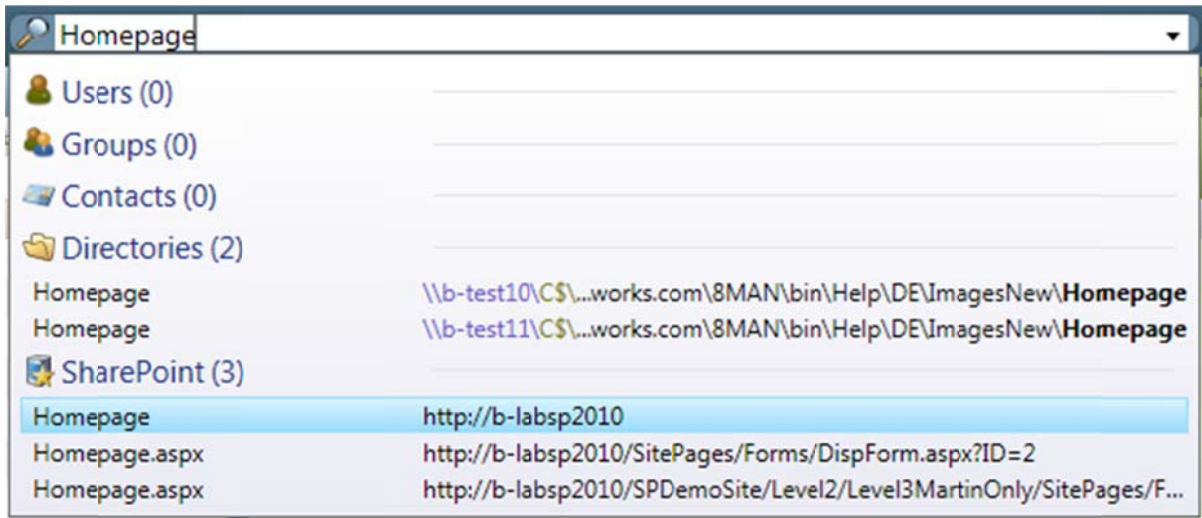 Homepage
Users (0)
Groups (0)
Contacts (0)
Directories (2)
Homepage \\b-test10\C$\...works.com\8MAN\bin\Help\DE\ImagesNew\Homepage
Homepage \\b-test11\C$\...works.com\8MAN\bin\Help\DE\ImagesNew\Homepage
SharePoint (3)
Homepage http://b-labsp2010
Homepage.aspx http://b-labsp2010/SitePages/Forms/DispForm.aspx?ID=2
Homepage.aspx http://b-labsp2010/SPDemoSite/Level2/Level3MartinOnly/SitePages/F...